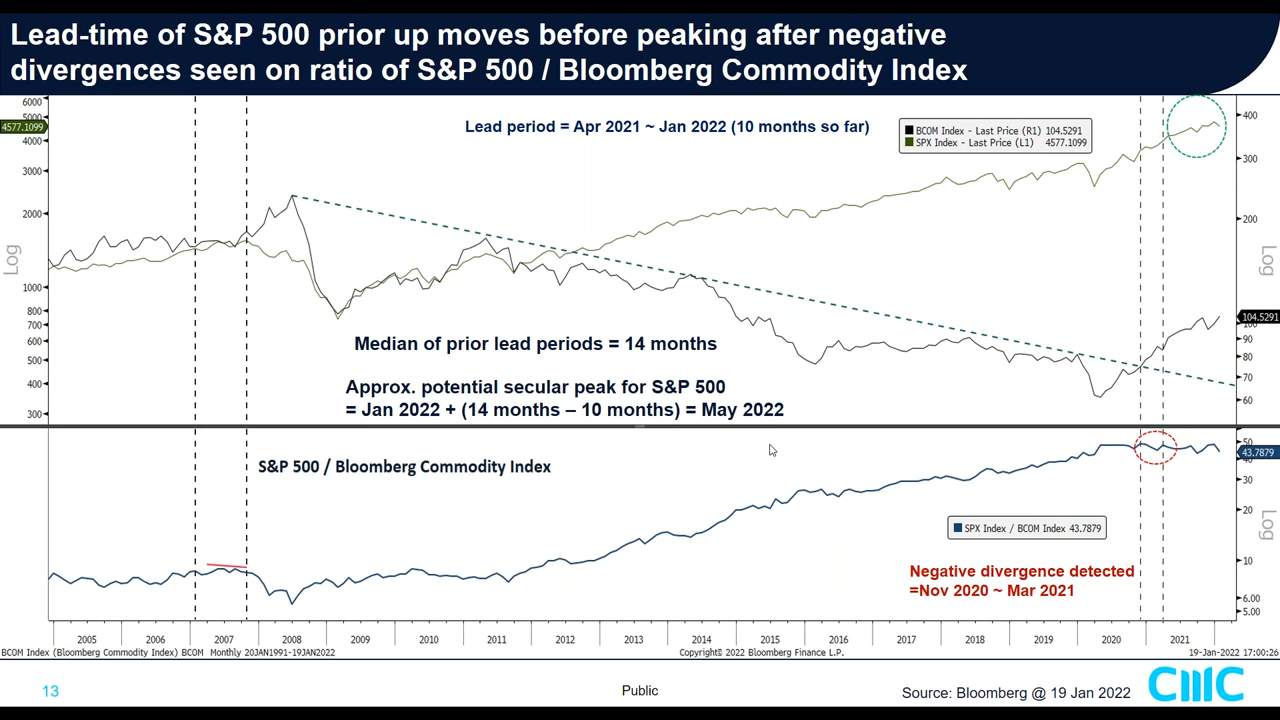 Lead-time of S&P 500 prior up moves before peaking after negative
divergences seen on ratio of S&P 500 / Bloomberg Commodity Index
6000
5000
4577.1099
4000
3000
2000
1000
800
700
600
500
400
300
Log
Lead period = Apr 2021 ~ Jan 2022 (10 months so far)
BCOM Index - Last Price (R1) 104.5291
SPX Index - Last Price (L1) 4577.1099
400
300
200
104.5291
100
90
80
70
60
Log
Median of prior lead periods = 14 months
Approx. potential secular peak for S&P 500
= Jan 2022 + (14 months – 10 months) = May 2022
S&P 500 / Bloomberg Commodity Index
50
43.7879
40
30
20
10
6.00
5.00
Log
SPX Index / BCOM Index 43.7879
Negative divergence detected
=Nov 2020 ~ Mar 2021
2005 2006 2007 2008 2009 2010 2011 2012 2013 2014 2015 2016 2017 2018 2019 2020 2021
BCOM Index (Bloomberg Commodity Index) BCOM Monthly 20JAN1991-19JAN2022 Copyright© 2022 Bloomberg Finance L.P. 19-Jan-2022 17:00:26
13 Public Source: Bloomberg @ 19 Jan 2022 CMC